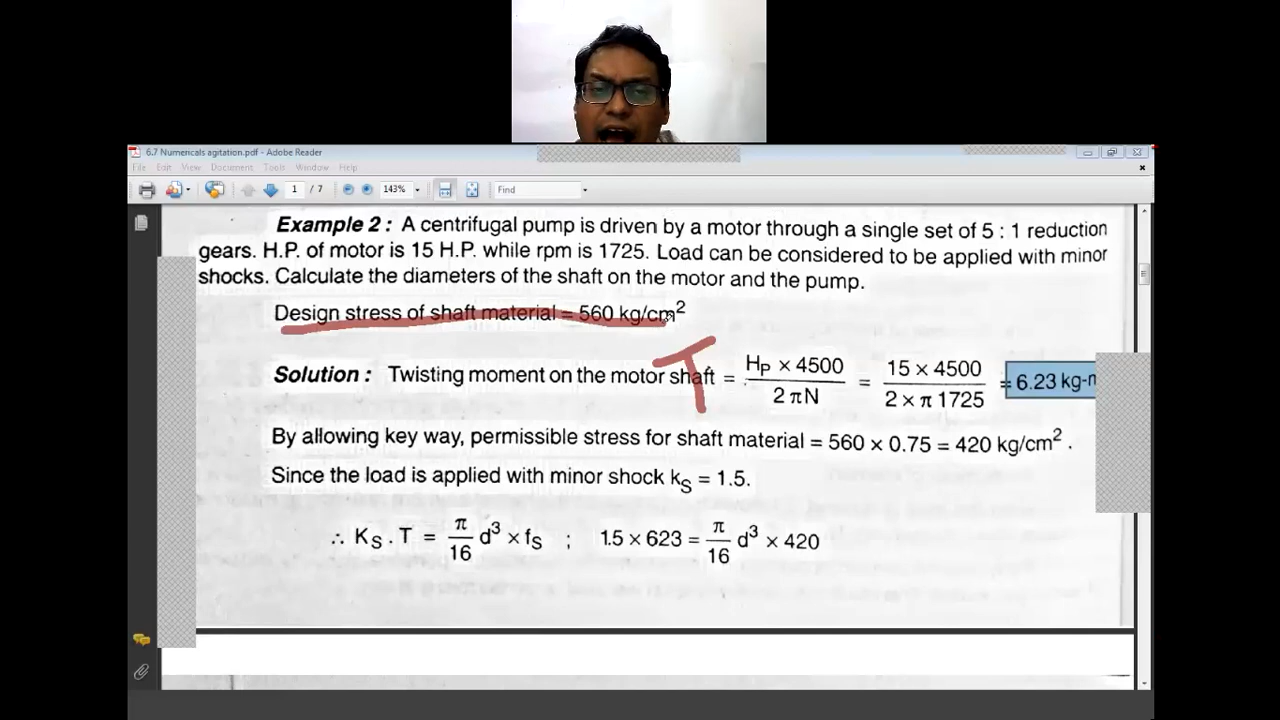 6.7 Numericals agitation.pdf - Adobe Reader
File Edit View Document Tools Window Help
1 / 7 143% Find
Example 2 : A centrifugal pump is driven by a motor through a single set of 5 : 1 reduction
gears. H.P. of motor is 15 H.P. while rpm is 1725. Load can be considered to be applied with minor
shocks. Calculate the diameters of the shaft on the motor and the pump.
Design stress of shaft material = 560 kg/cm²
T
Solution : Twisting moment on the motor shaft = HP × 4500 / 2 πN = 15 × 4500 / 2 × π 1725 = 6.23 kg-
By allowing key way, permissible stress for shaft material = 560 × 0.75 = 420 kg/cm² .
Since the load is applied with minor shock kS = 1.5.
∴ KS . T = π/16 d³ × fS ; 1.5 × 623 = π/16 d³ × 420